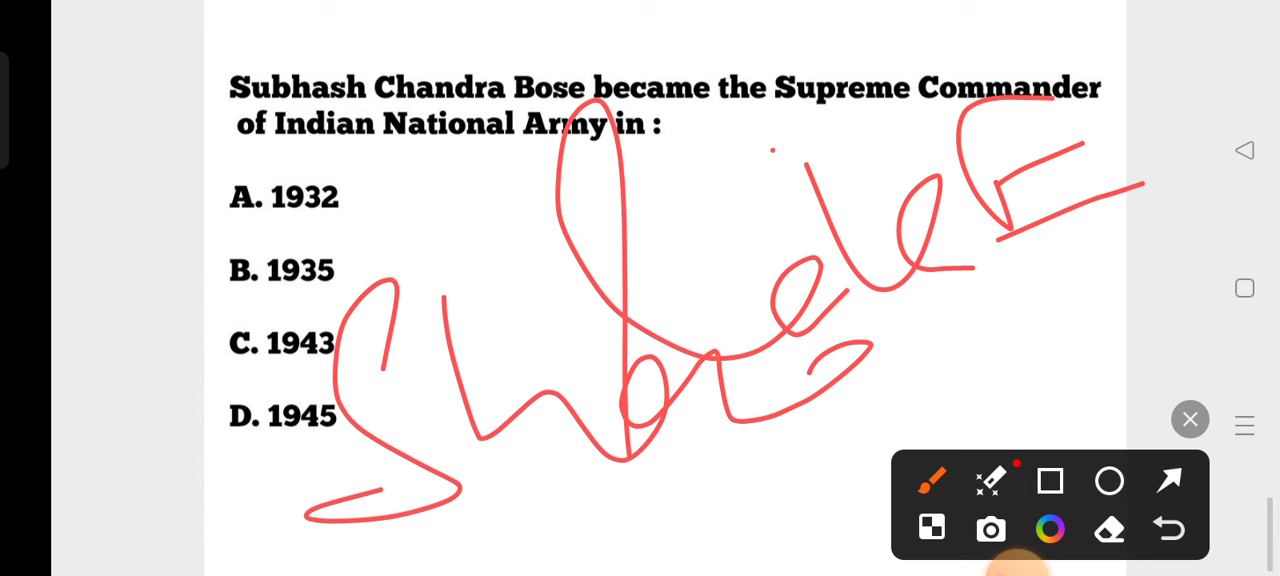 Subhash Chandra Bose became the Supreme Commander
of Indian National Army in :
A. 1932
B. 1935
C. 1943
D. 1945